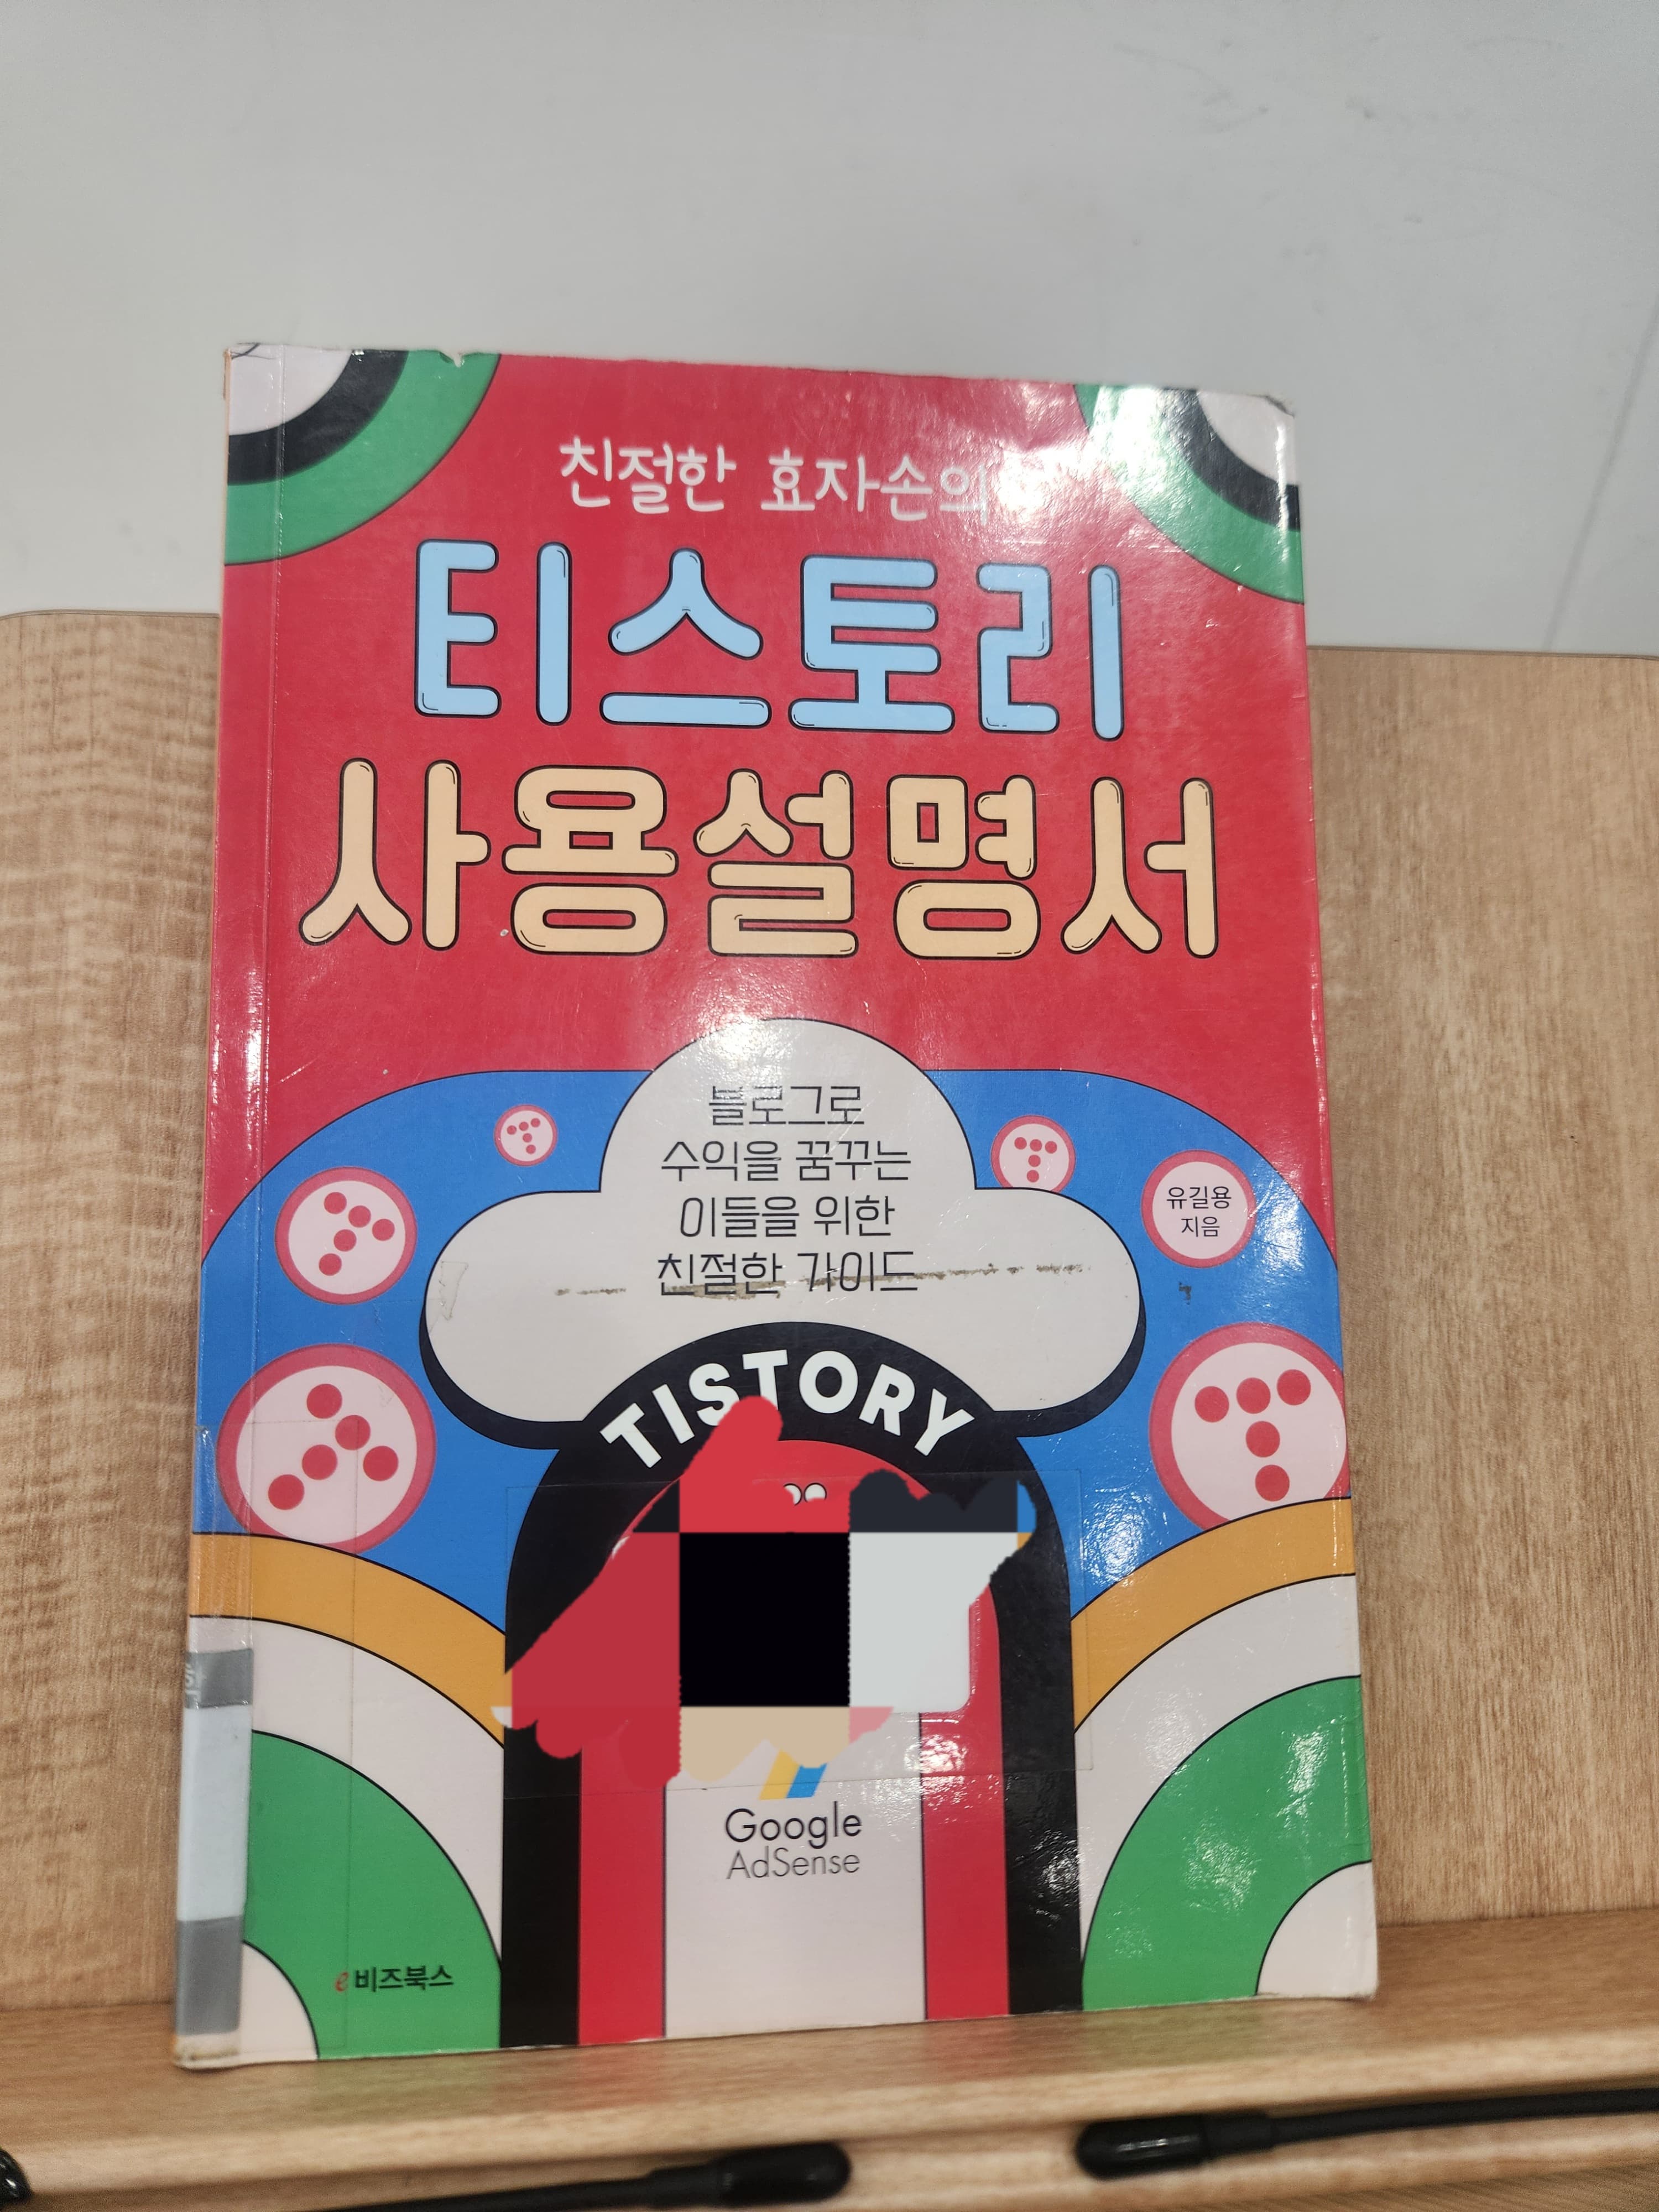 친절한 효자손의
티스토리
사용설명서
블로그로
수익을 꿈꾸는
이들을 위한
친절한 가이드
유길용
지음
TISTORY
Google
AdSense
e비즈북스